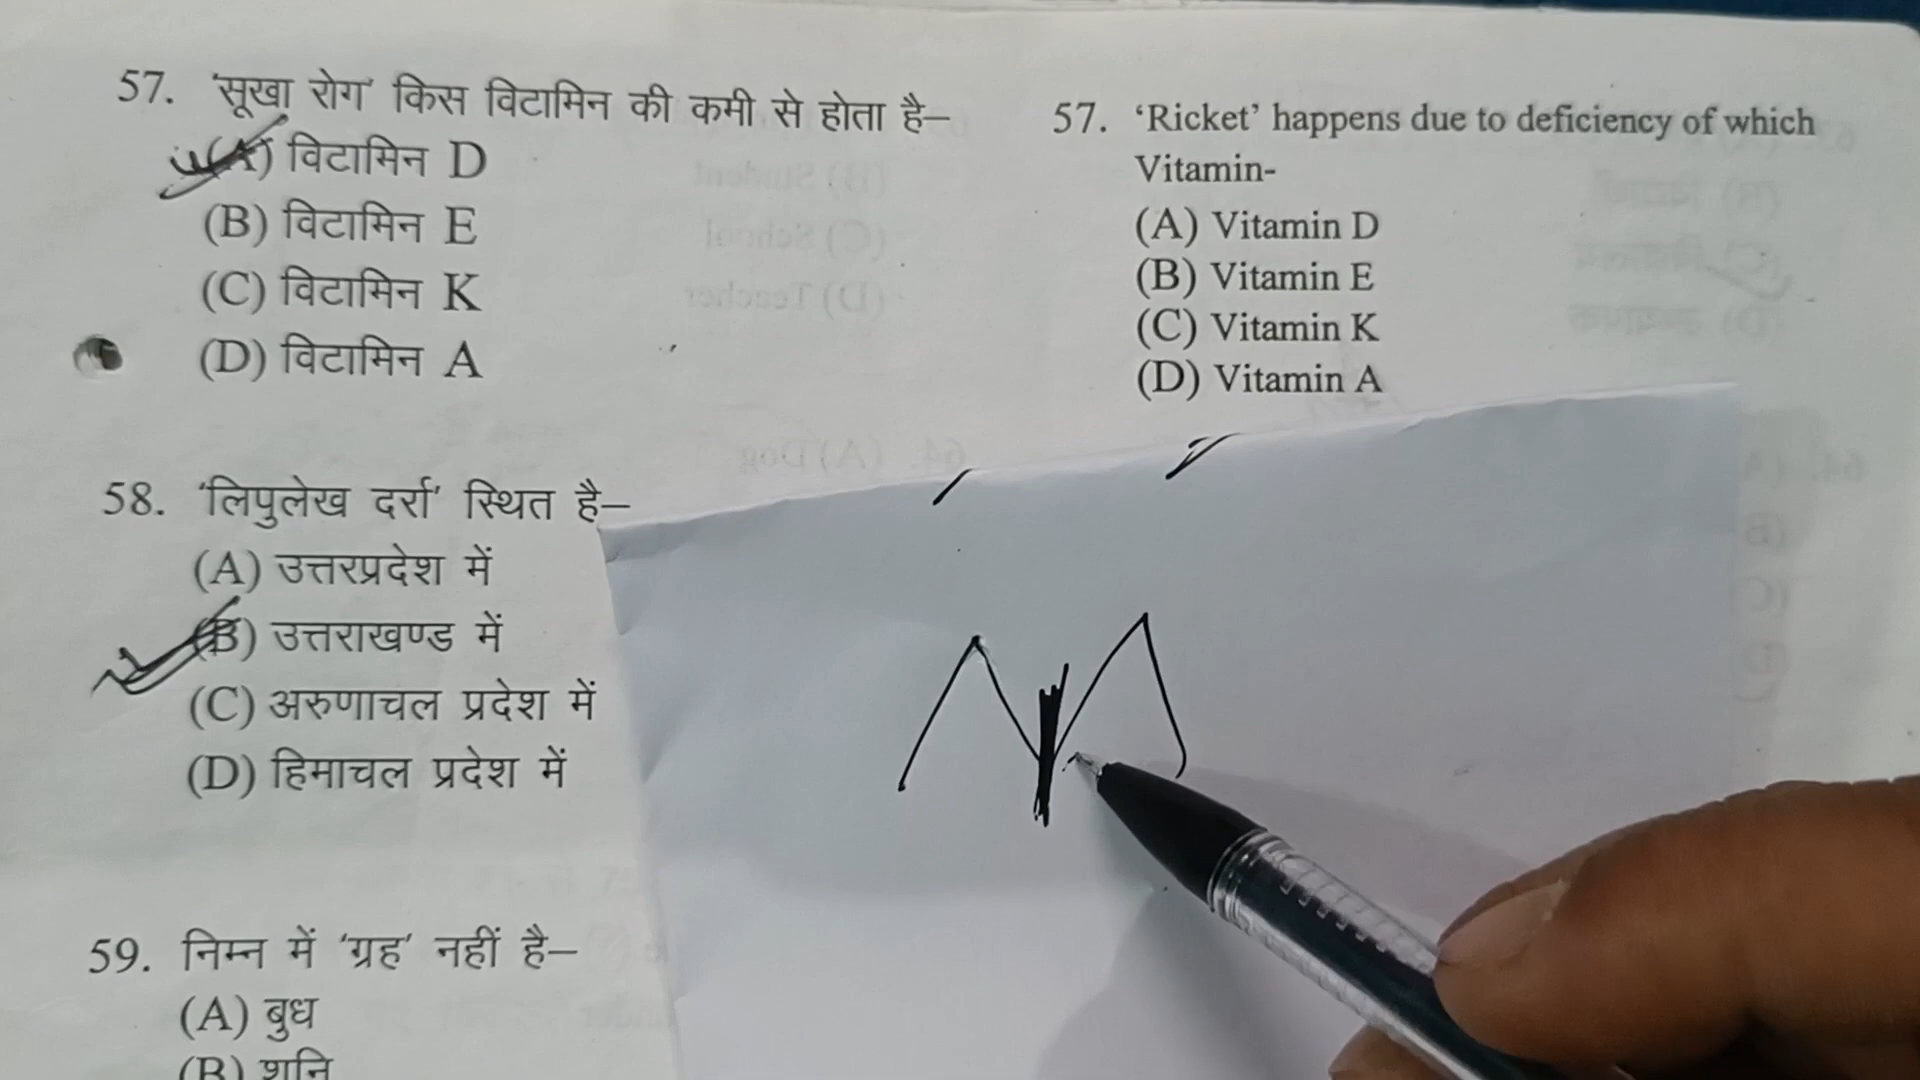 57. 'सूखा रोग' किस विटामिन की कमी से होता है–
(A) विटामिन D
(B) विटामिन E
(C) विटामिन K
(D) विटामिन A
58. 'लिपुलेख दर्रा' स्थित है–
(A) उत्तरप्रदेश में
(B) उत्तराखण्ड में
(C) अरुणाचल प्रदेश में
(D) हिमाचल प्रदेश में
59. निम्न में 'ग्रह' नहीं है–
(A) बुध
(B) शनि
57. 'Ricket' happens due to deficiency of which
Vitamin-
(A) Vitamin D
(B) Vitamin E
(C) Vitamin K
(D) Vitamin A